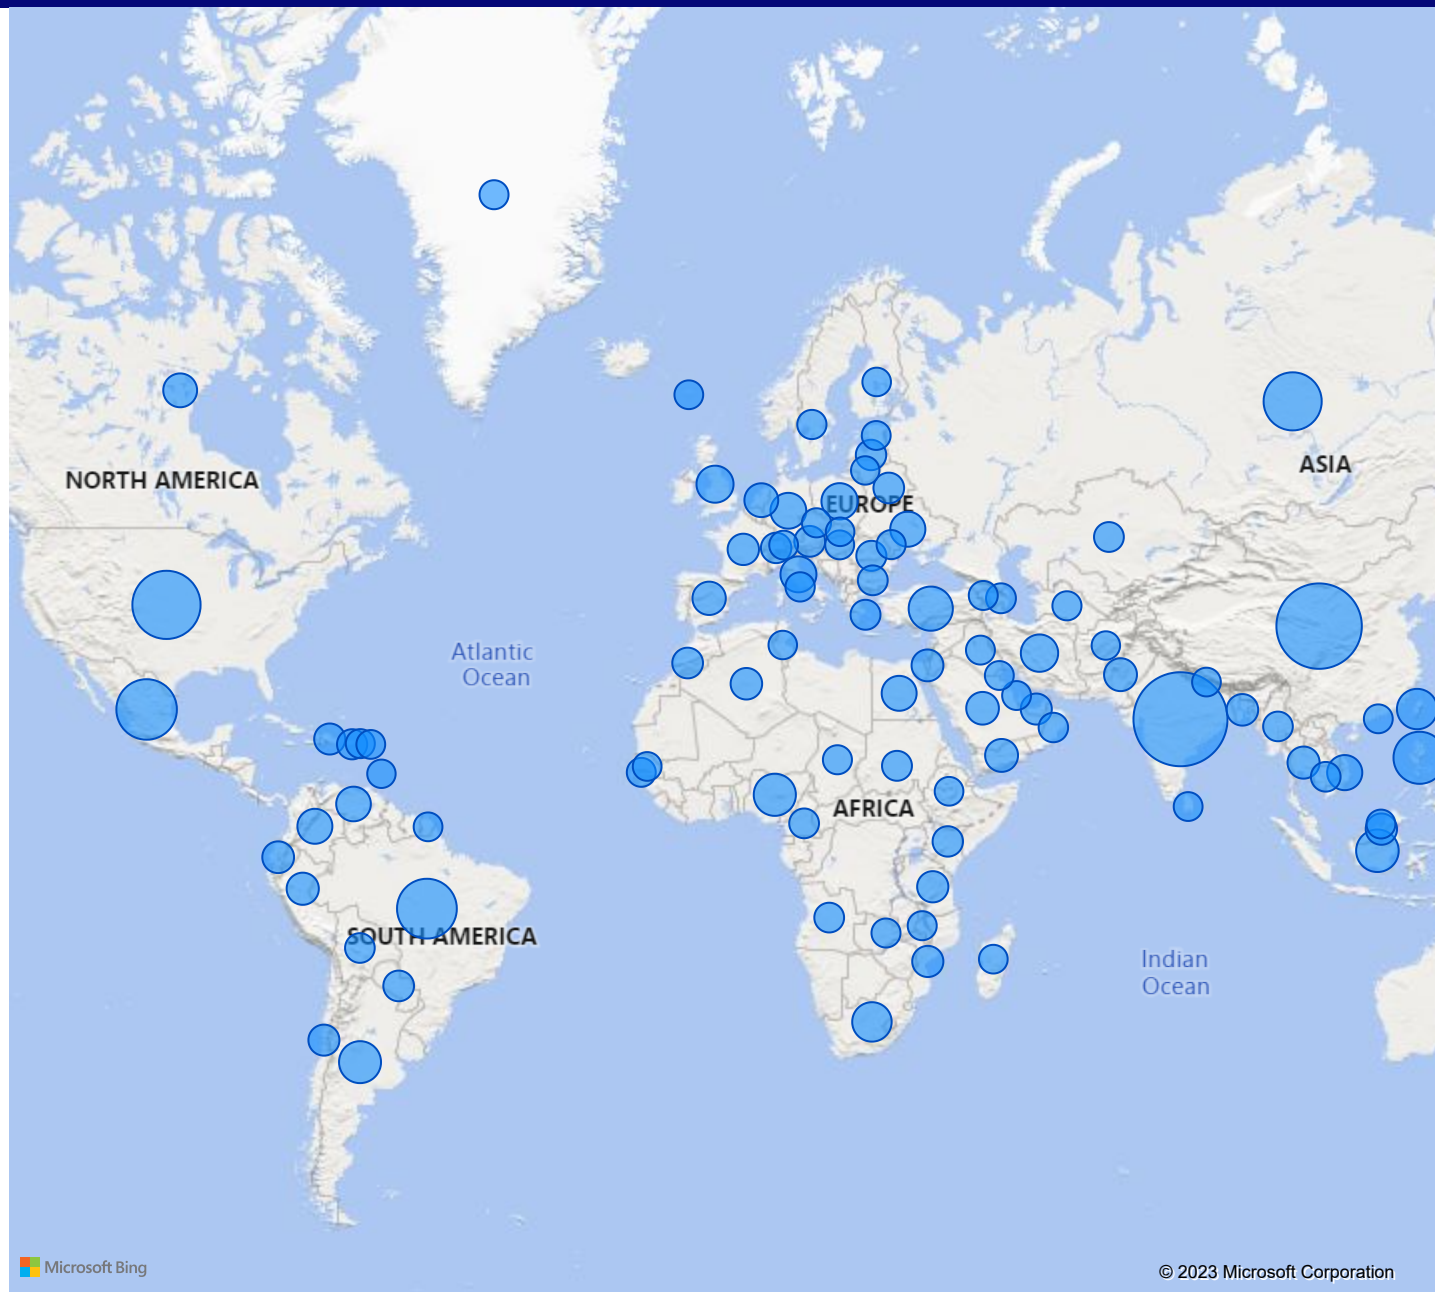 NORTH AMERICA
ASIA
EUROPE
Atlantic
Ocean
AFRICA
SOUTH AMERICA
Indian
Ocean
Microsoft Bing
© 2023 Microsoft Corporation